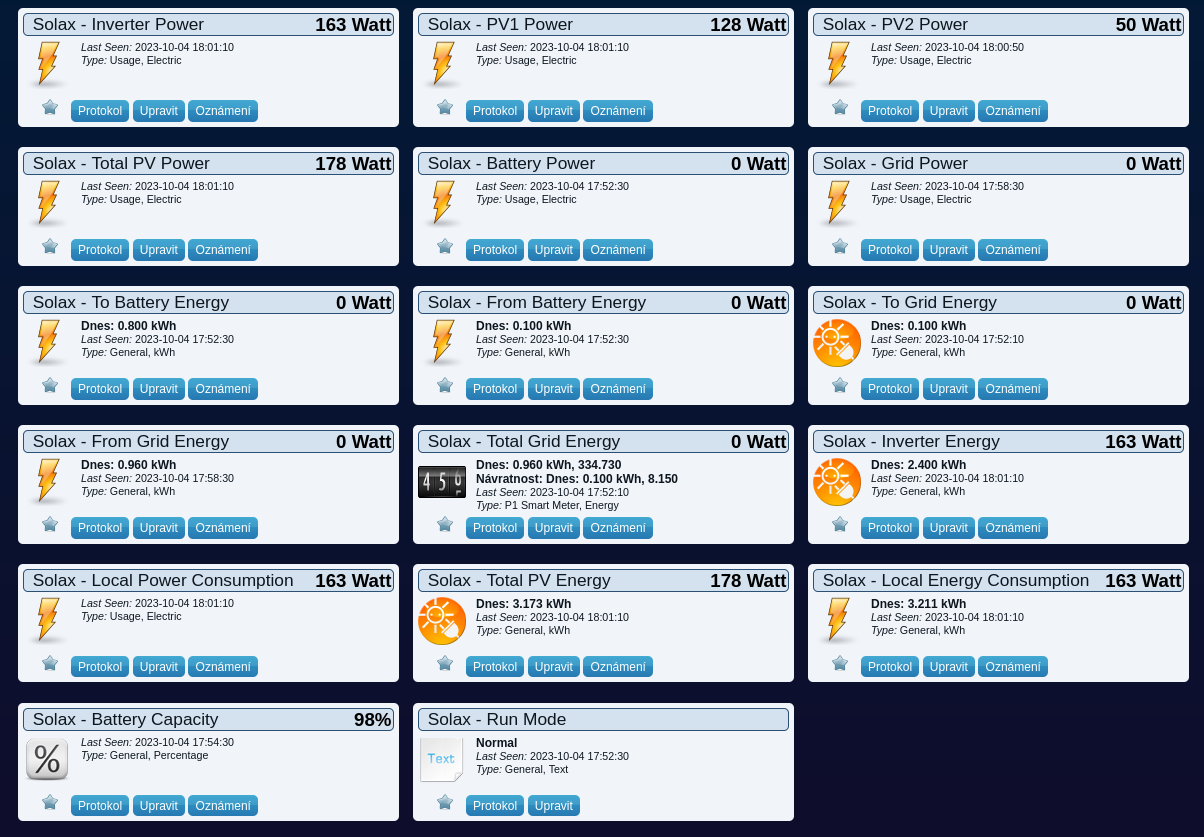 Solax - Inverter Power 163 Watt
Last Seen: 2023-10-04 18:01:10
Type: Usage, Electric
Protokol Upravit Oznámení
Solax - PV1 Power 128 Watt
Last Seen: 2023-10-04 18:01:10
Type: Usage, Electric
Protokol Upravit Oznámení
Solax - PV2 Power 50 Watt
Last Seen: 2023-10-04 18:00:50
Type: Usage, Electric
Protokol Upravit Oznámení
Solax - Total PV Power 178 Watt
Last Seen: 2023-10-04 18:01:10
Type: Usage, Electric
Protokol Upravit Oznámení
Solax - Battery Power 0 Watt
Last Seen: 2023-10-04 17:52:30
Type: Usage, Electric
Protokol Upravit Oznámení
Solax - Grid Power 0 Watt
Last Seen: 2023-10-04 17:58:30
Type: Usage, Electric
Protokol Upravit Oznámení
Solax - To Battery Energy 0 Watt
Dnes: 0.800 kWh
Last Seen: 2023-10-04 17:52:30
Type: General, kWh
Protokol Upravit Oznámení
Solax - From Battery Energy 0 Watt
Dnes: 0.100 kWh
Last Seen: 2023-10-04 17:52:30
Type: General, kWh
Protokol Upravit Oznámení
Solax - To Grid Energy 0 Watt
Dnes: 0.100 kWh
Last Seen: 2023-10-04 17:52:10
Type: General, kWh
Protokol Upravit Oznámení
Solax - From Grid Energy 0 Watt
Dnes: 0.960 kWh
Last Seen: 2023-10-04 17:58:30
Type: General, kWh
Protokol Upravit Oznámení
Solax - Total Grid Energy 0 Watt
Dnes: 0.960 kWh, 334.730
Návratnost: Dnes: 0.100 kWh, 8.150
4 5 6
Last Seen: 2023-10-04 17:52:10
Type: P1 Smart Meter, Energy
Protokol Upravit Oznámení
Solax - Inverter Energy 163 Watt
Dnes: 2.400 kWh
Last Seen: 2023-10-04 18:01:10
Type: General, kWh
Protokol Upravit Oznámení
Solax - Local Power Consumption 163 Watt
Last Seen: 2023-10-04 18:01:10
Type: Usage, Electric
Protokol Upravit Oznámení
Solax - Total PV Energy 178 Watt
Dnes: 3.173 kWh
Last Seen: 2023-10-04 18:01:10
Type: General, kWh
Protokol Upravit Oznámení
Solax - Local Energy Consumption 163 Watt
Dnes: 3.211 kWh
Last Seen: 2023-10-04 18:01:10
Type: General, kWh
Protokol Upravit Oznámení
Solax - Battery Capacity 98%
%
Last Seen: 2023-10-04 17:54:30
Type: General, Percentage
Protokol Upravit Oznámení
Solax - Run Mode
Normal
Text
Last Seen: 2023-10-04 17:52:30
Type: General, Text
Protokol Upravit